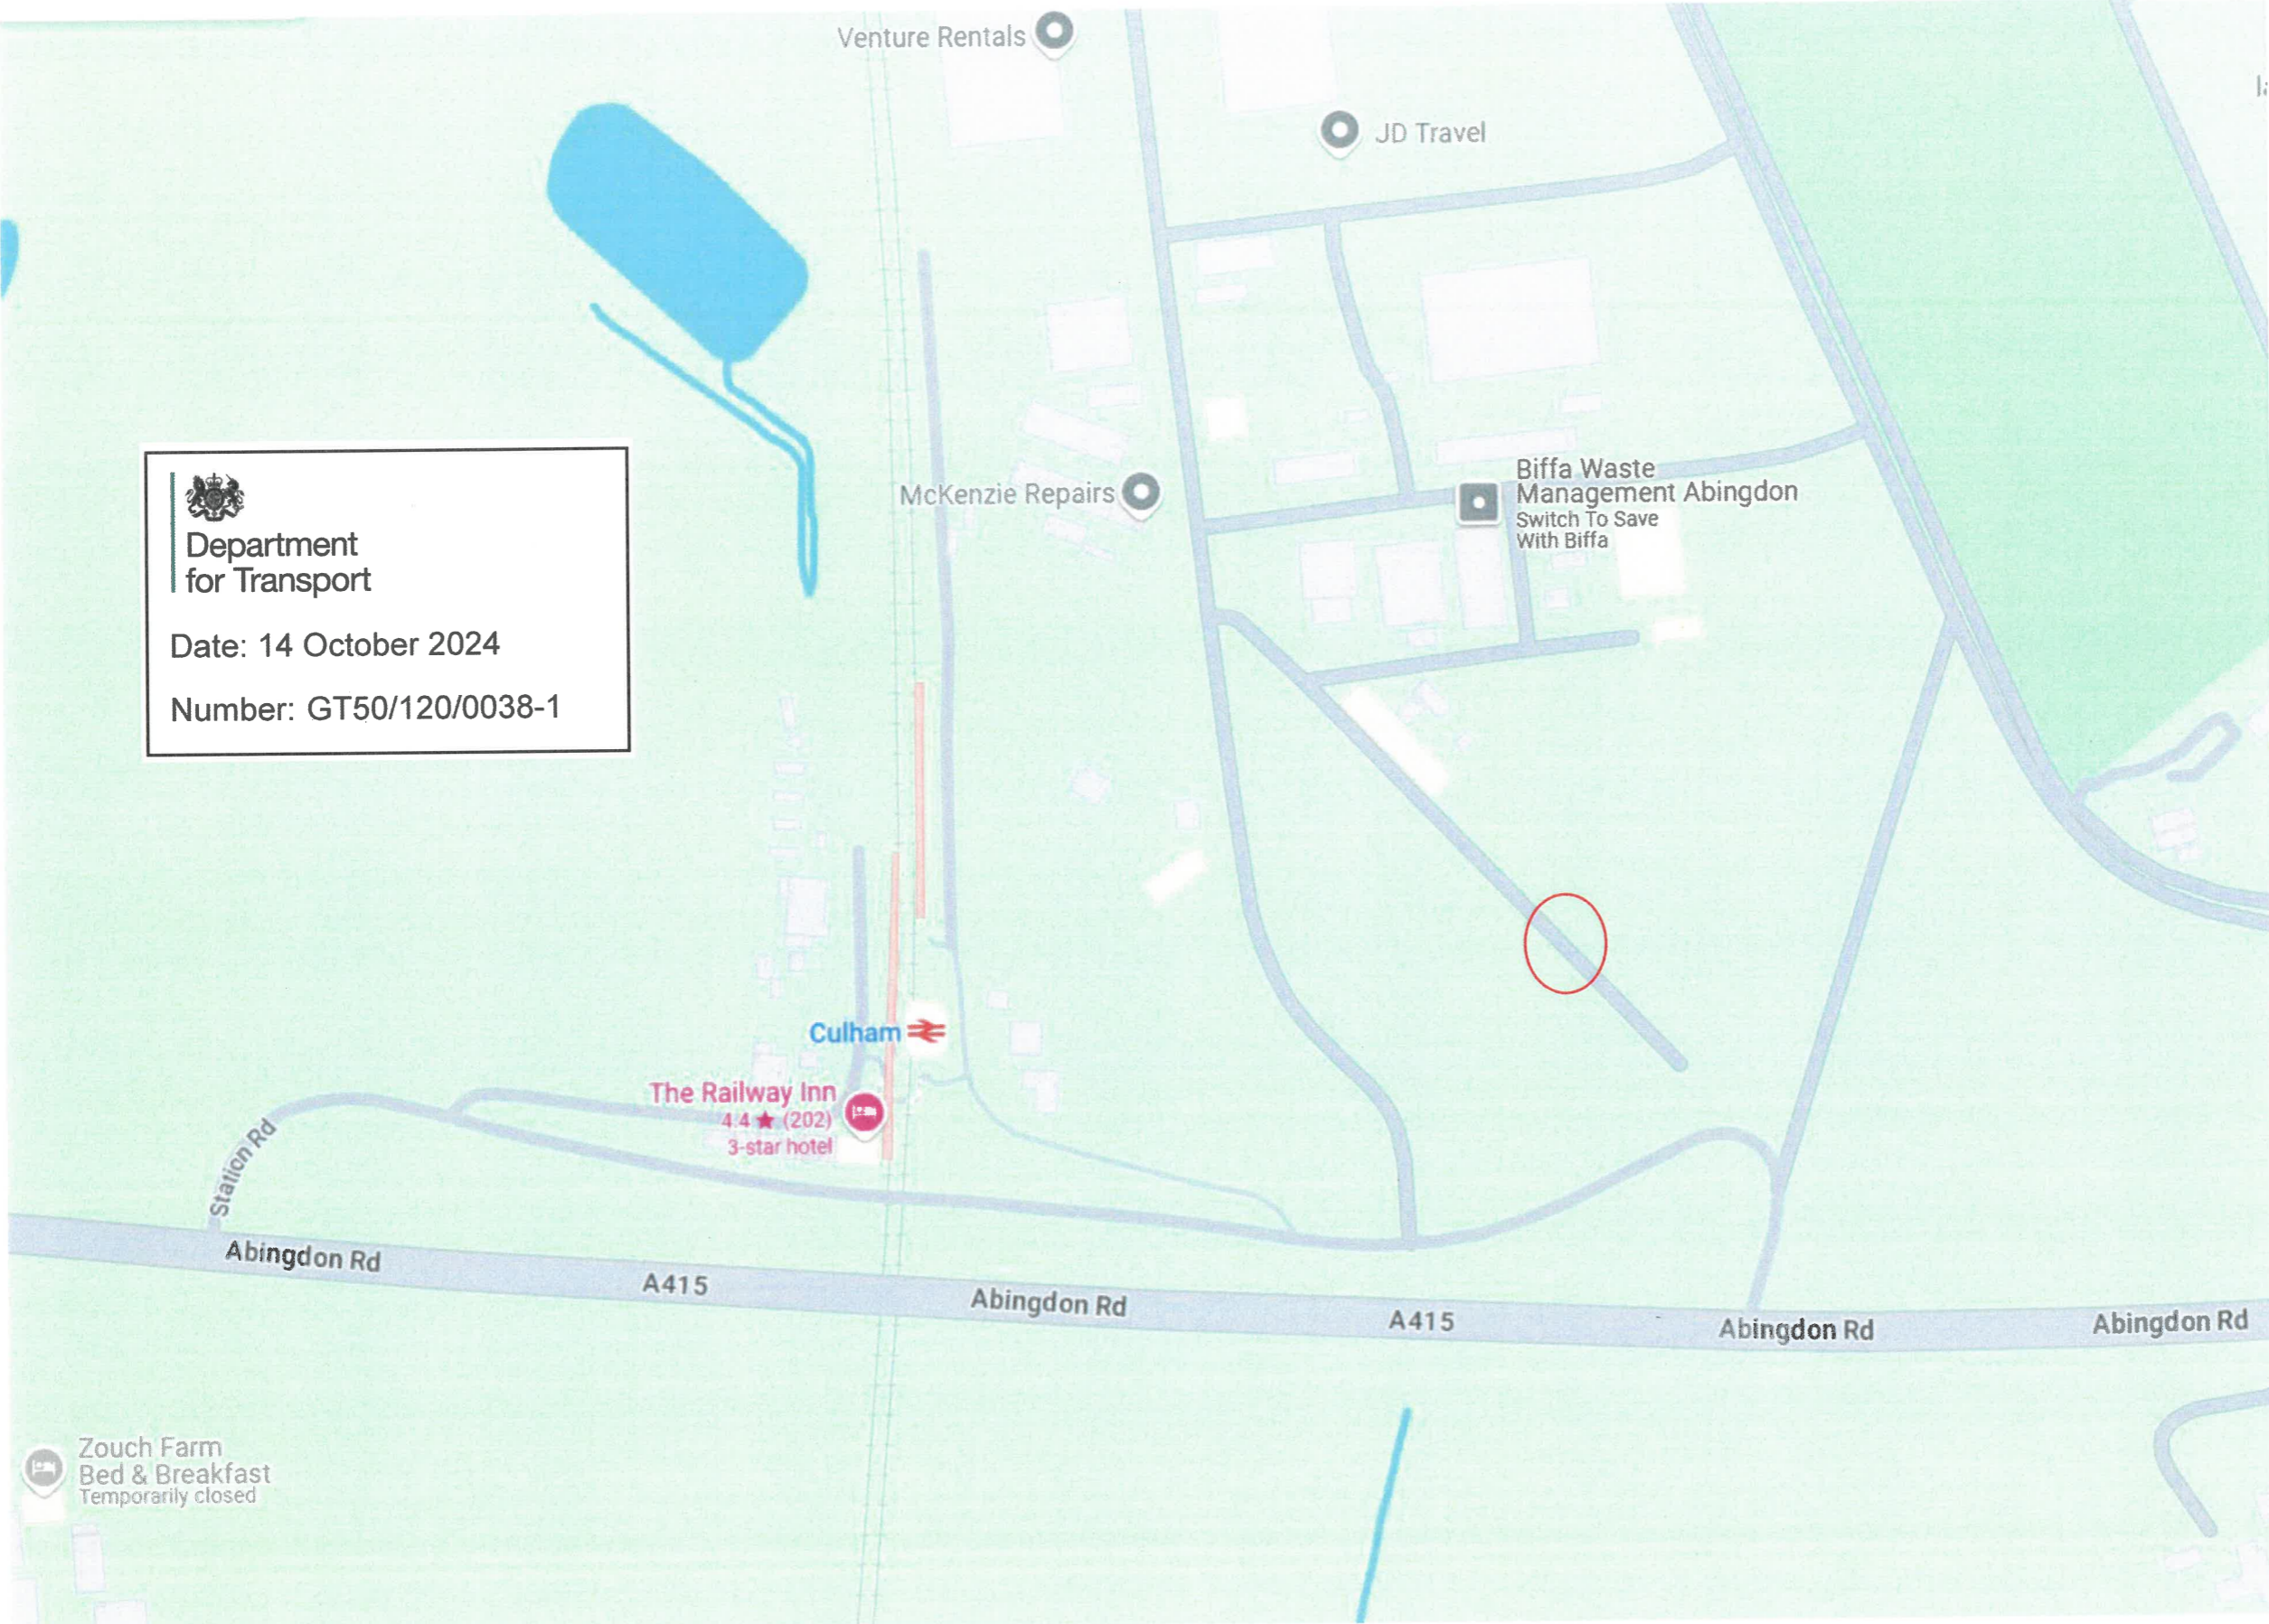 Venture Rentals
JD Travel
McKenzie Repairs
Biffa Waste
Management Abingdon
Switch To Save
With Biffa
Department
for Transport
Date: 14 October 2024
Number: GT50/120/0038-1
Culham
The Railway Inn
4.4 ★ (202)
3-star hotel
Station Rd
Abingdon Rd
A415
Abingdon Rd
A415
Abingdon Rd
Abingdon Rd
Zouch Farm
Bed & Breakfast
Temporarily closed